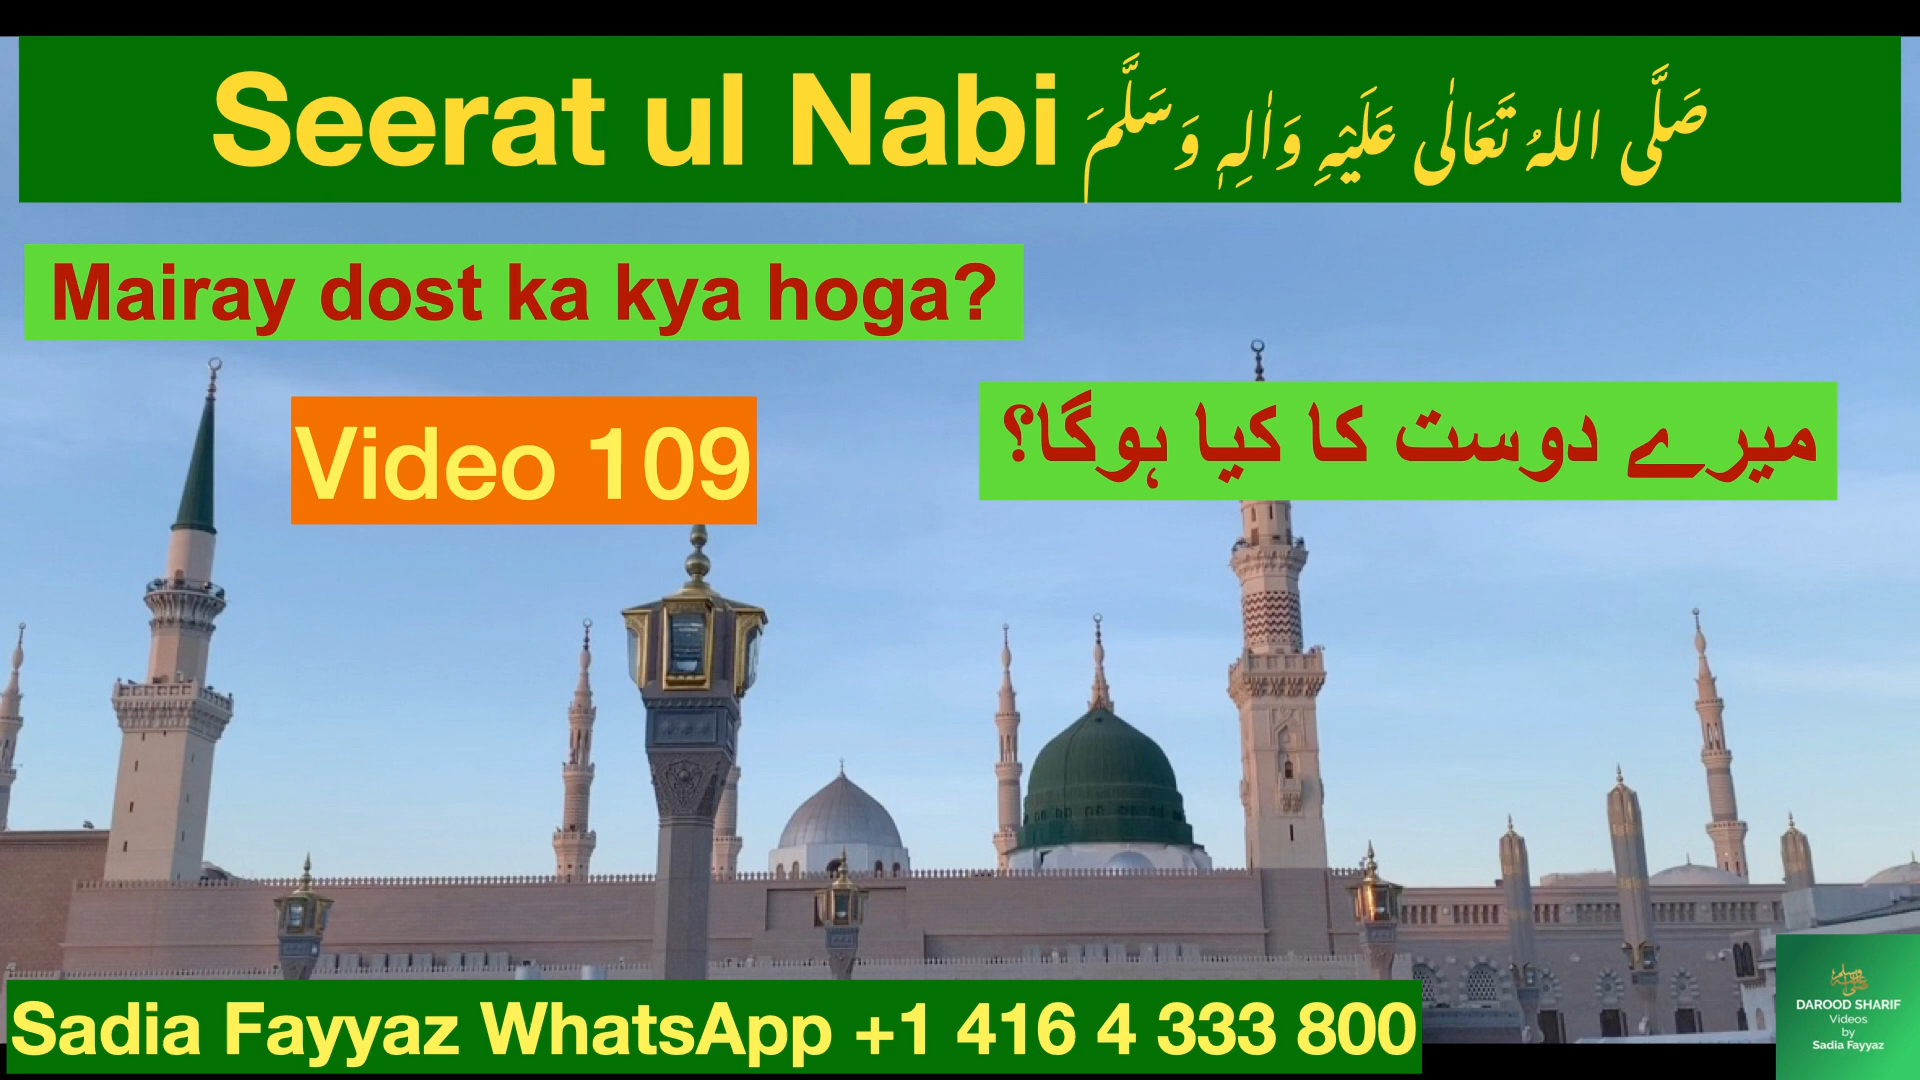 Seerat ul Nabi صَلَّی اللہُ تَعَالٰی عَلَیْہِ وَاٰلِہٖ وَسَلَّمَ
Mairay dost ka kya hoga?
Video 109
میرے دوست کا کیا ہوگا؟
Sadia Fayyaz WhatsApp +1 416 4 333 800
DAROOD SHARIF
Videos
by
Sadia Fayyaz